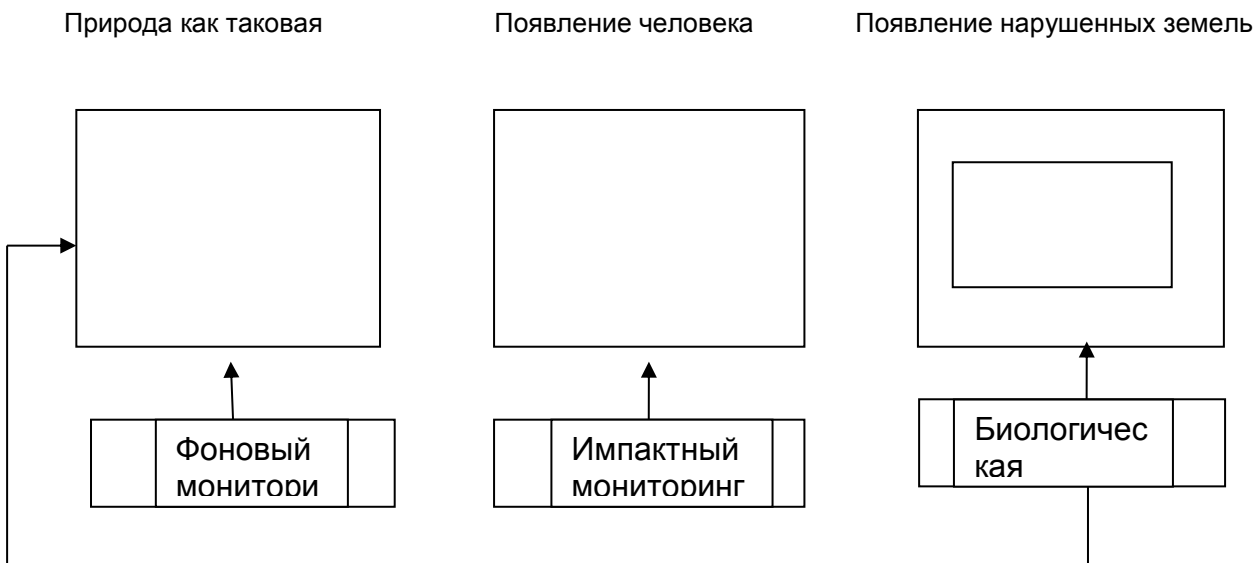 Природа как таковая
Появление человека
Появление нарушенных земель
Фоновый
монитори
Импактный
мониторинг
Биологичес
кая